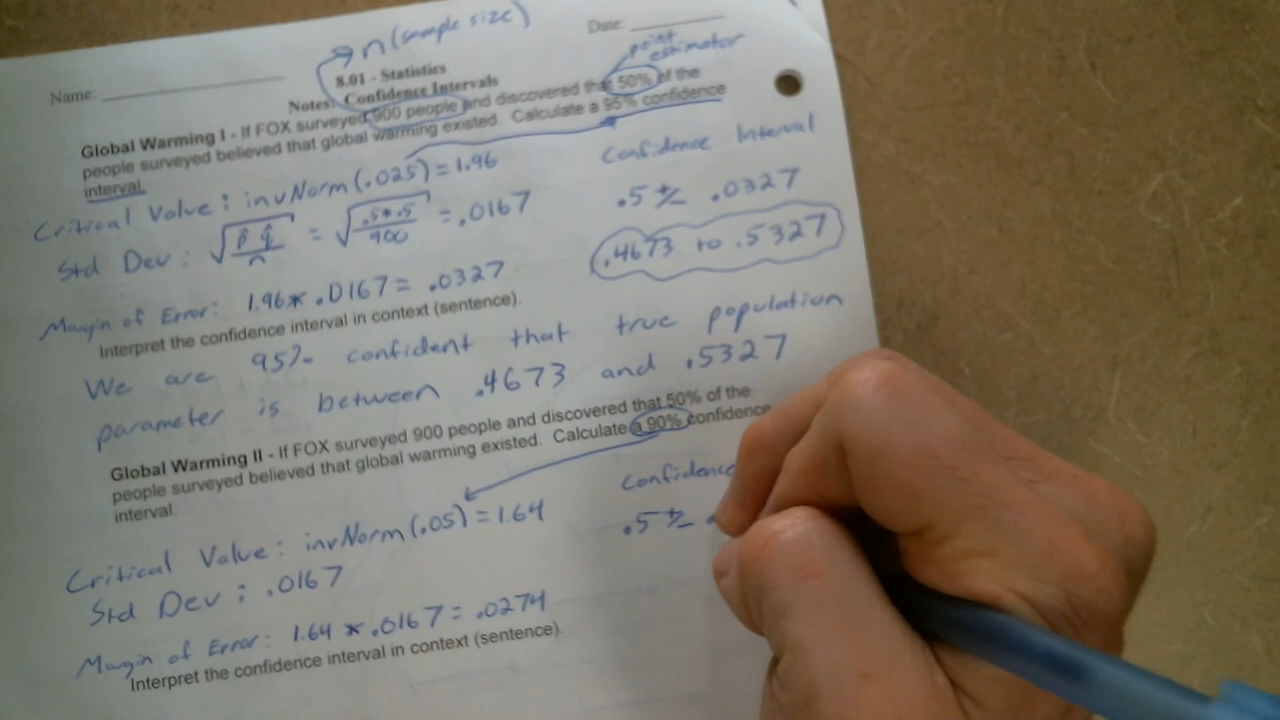 n (sample size)
Name:
Date:
point
estimator
8.01 - Statistics
Notes: Confidence Intervals
Global Warming I - If FOX surveyed 900 people and discovered that 50% of the
people surveyed believed that global warming existed. Calculate a 95% confidence
interval.
Critical Value : invNorm (.025) = 1.96
Std Dev : √(p̂ q̂ / n) = √(.5*.5 / 900) = .0167
Margin of Error: 1.96 * .0167 = .0327
Confidence Interval
.5 +/- .0327
.4673 to .5327
Interpret the confidence interval in context (sentence).
We are 95% confident that true population
parameter is between .4673 and .5327
Global Warming II - If FOX surveyed 900 people and discovered that 50% of the
people surveyed believed that global warming existed. Calculate a 90% confidence
interval.
Critical Value : invNorm (.05) = 1.64
Std Dev : .0167
Margin of Error: 1.64 * .0167 = .0274
Confidence
.5 +/- .
Interpret the confidence interval in context (sentence).